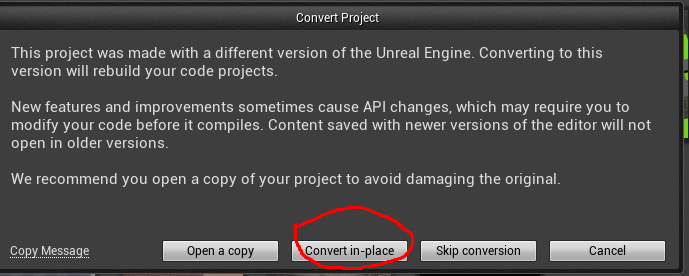 Convert Project
This project was made with a different version of the Unreal Engine. Converting to this
version will rebuild your code projects.
New features and improvements sometimes cause API changes, which may require you to
modify your code before it compiles. Content saved with newer versions of the editor will not
open in older versions.
We recommend you open a copy of your project to avoid damaging the original.
Copy Message Open a copy Convert in-place Skip conversion Cancel